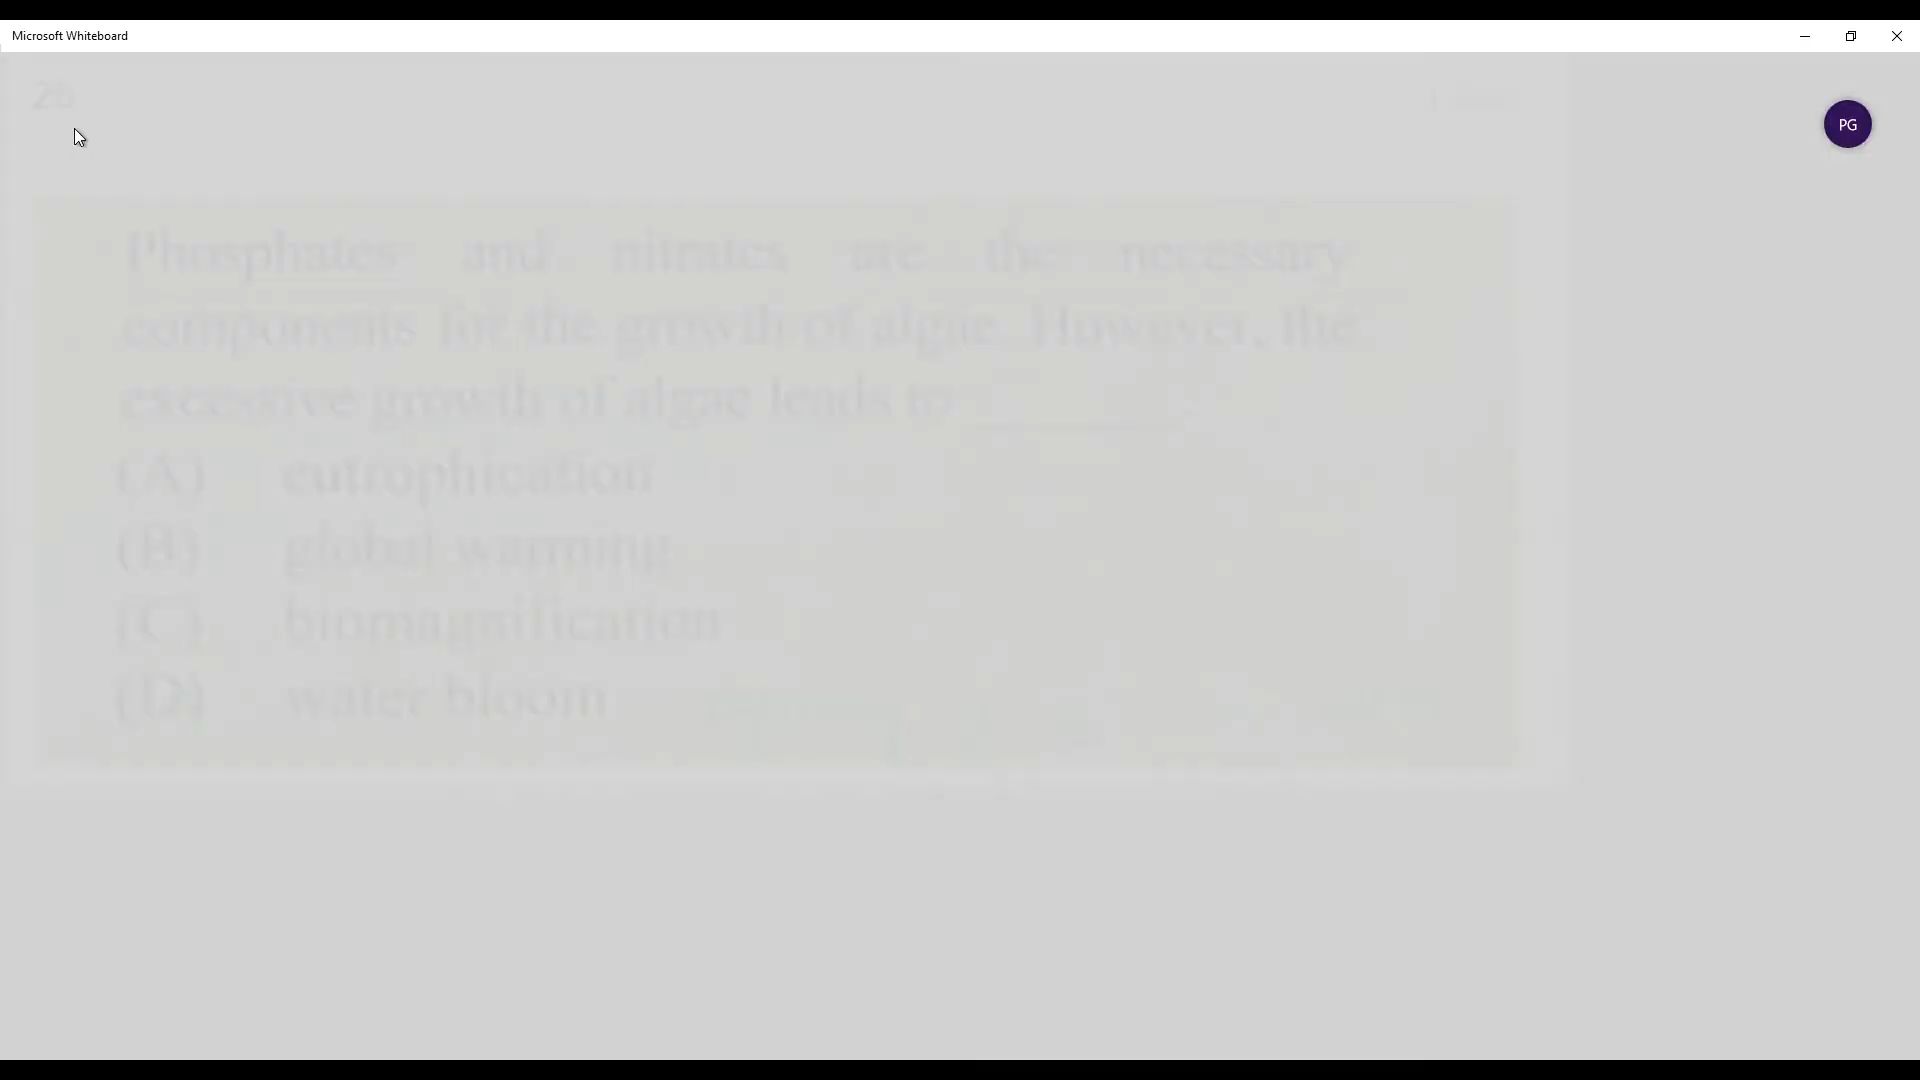 Microsoft Whiteboard
PG
Phosphates and nitrates are the necessary
components for the growth of algae. However, the
excessive growth of algae leads to ________
(A) eutrophication
(B) global warming
(C) biomagnification
(D) water bloom